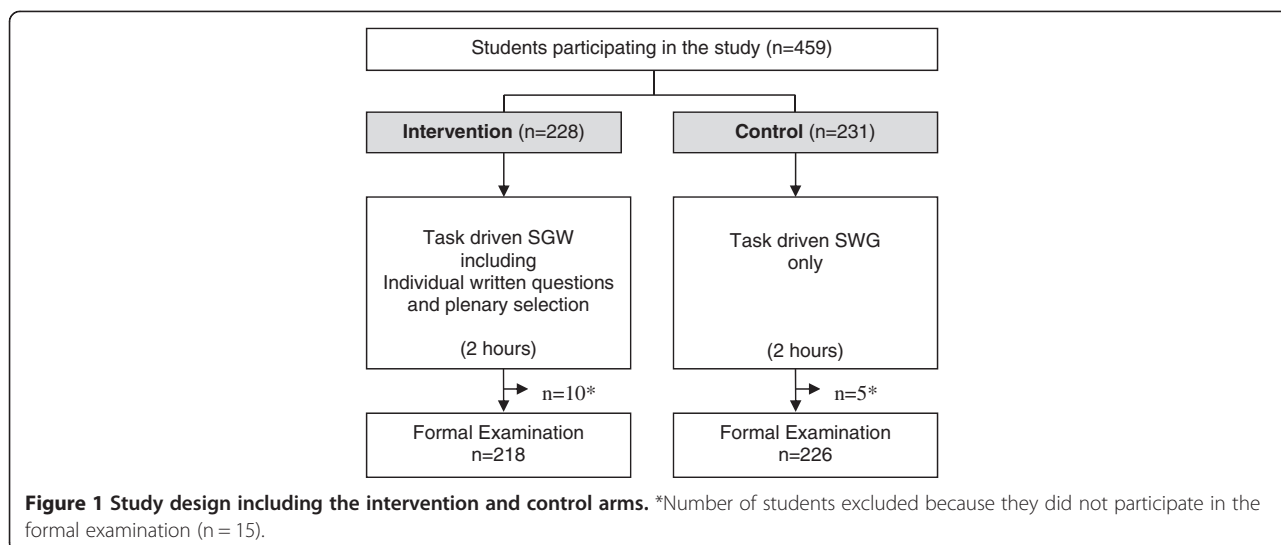 Students participating in the study (n=459)
Intervention (n=228)
Control (n=231)
Task driven SGW
including
Individual written questions
and plenary selection
(2 hours)
Task driven SWG
only
(2 hours)
n=10*
n=5*
Formal Examination
n=218
Formal Examination
n=226
Figure 1 Study design including the intervention and control arms. *Number of students excluded because they did not participate in the
formal examination (n = 15).